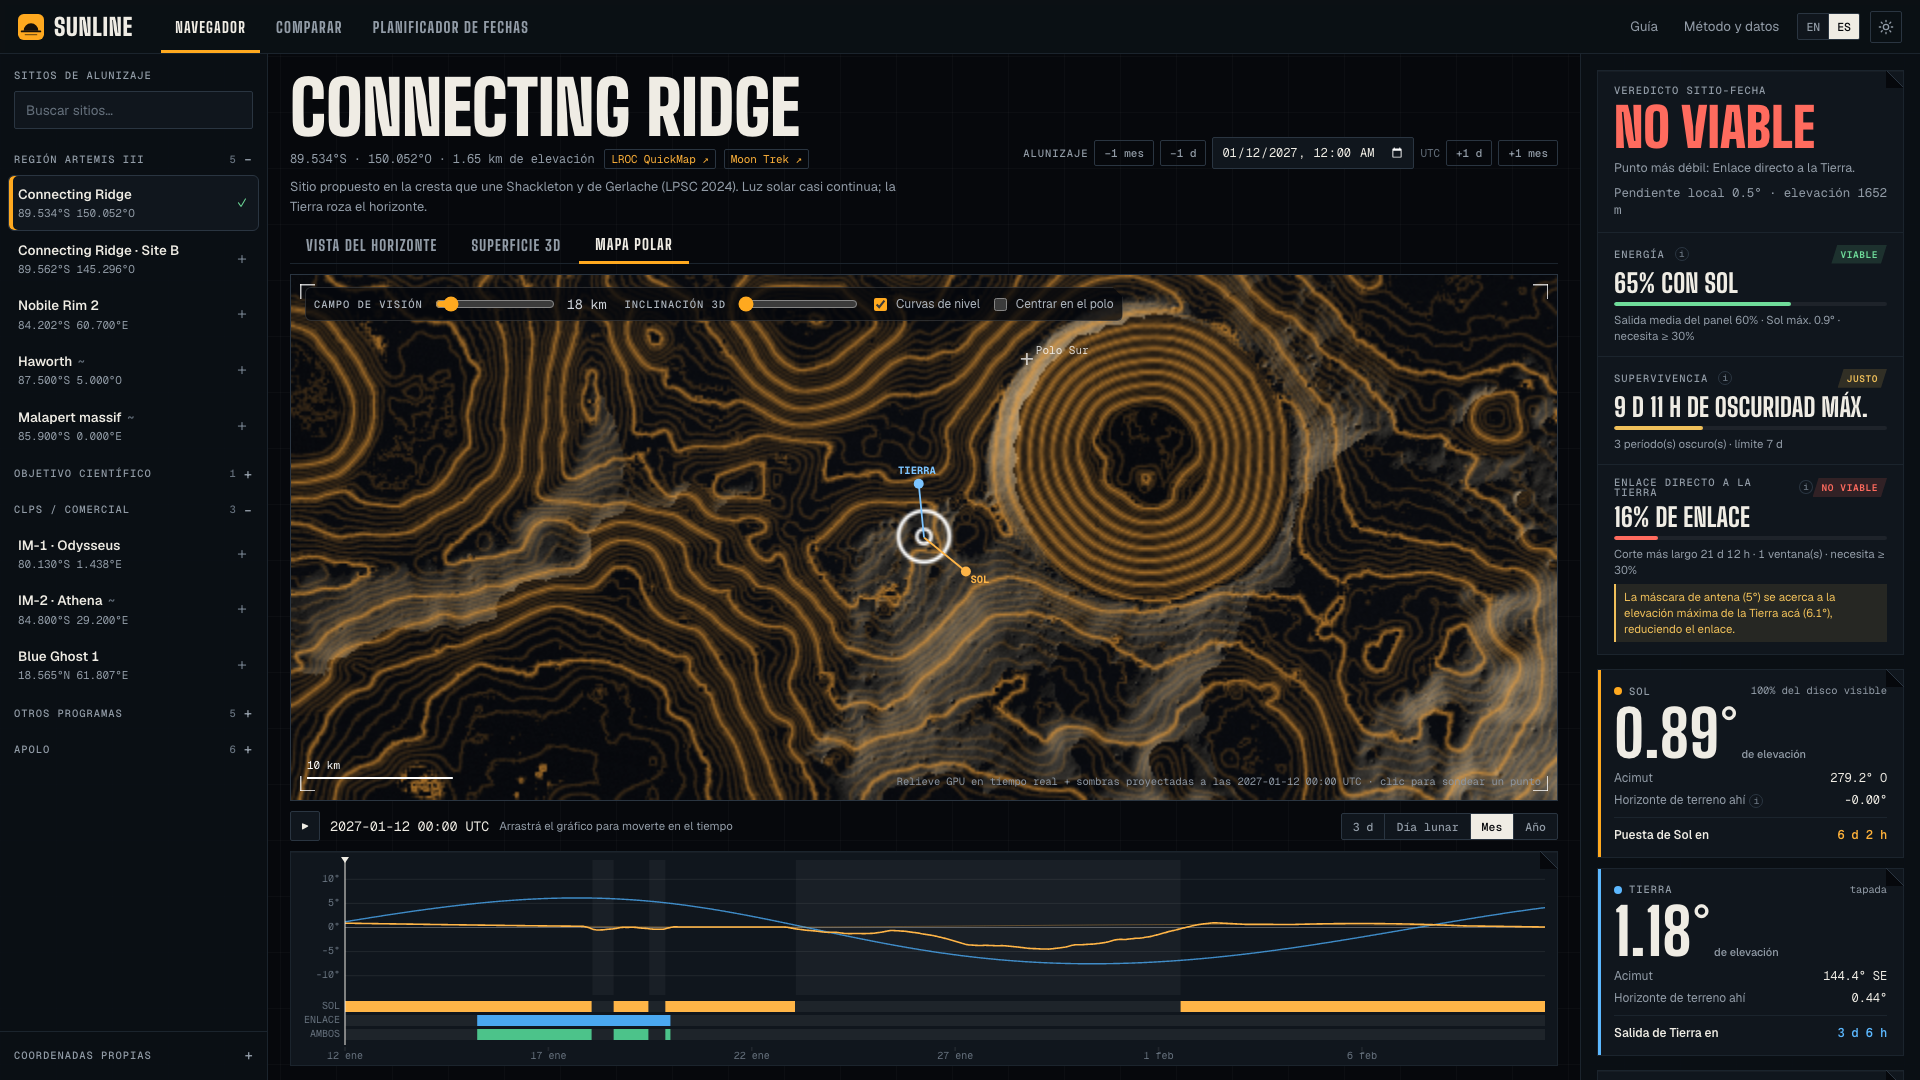 SUNLINE
NAVEGADOR
COMPARAR
PLANIFICADOR DE FECHAS
Guía
Método y datos
EN
ES
SITIOS DE ALUNIZAJE
Buscar sitios…
REGIÓN ARTEMIS III 5 −
Connecting Ridge
89.534°S 150.052°O ✓
Connecting Ridge · Site B
89.562°S 145.296°O +
Nobile Rim 2
84.202°S 60.700°E +
Haworth ~
87.500°S 5.000°O +
Malapert massif ~
85.900°S 0.000°E +
OBJETIVO CIENTÍFICO 1 +
CLPS / COMERCIAL 3 −
IM-1 · Odysseus
80.130°S 1.438°E +
IM-2 · Athena ~
84.800°S 29.200°E +
Blue Ghost 1
18.565°N 61.807°E +
OTROS PROGRAMAS 5 +
APOLO 6 +
COORDENADAS PROPIAS +
CONNECTING RIDGE
89.534°S · 150.052°O · 1.65 km de elevación
LROC QuickMap ↗
Moon Trek ↗
ALUNIZAJE
−1 mes
−1 d
01/12/2027, 12:00 AM
UTC
+1 d
+1 mes
Sitio propuesto en la cresta que une Shackleton y de Gerlache (LPSC 2024). Luz solar casi continua; la
Tierra roza el horizonte.
VISTA DEL HORIZONTE
SUPERFICIE 3D
MAPA POLAR
CAMPO DE VISIÓN 18 km
INCLINACIÓN 3D
Curvas de nivel
Centrar en el polo
Polo Sur
TIERRA
SOL
10 km
Relieve GPU en tiempo real + sombras proyectadas a las 2027-01-12 00:00 UTC · clic para sondear un punto
2027-01-12 00:00 UTC
Arrastrá el gráfico para moverte en el tiempo
3 d
Día lunar
Mes
Año
10°
5°
0°
-5°
-10°
SOL
ENLACE
AMBOS
12 ene
17 ene
22 ene
27 ene
1 feb
6 feb
VEREDICTO SITIO-FECHA
NO VIABLE
Punto más débil: Enlace directo a la Tierra.
Pendiente local 0.5° · elevación 1652
m
ENERGÍA i VIABLE
65% CON SOL
Salida media del panel 60% · Sol máx. 0.9° ·
necesita ≥ 30%
SUPERVIVENCIA i JUSTO
9 D 11 H DE OSCURIDAD MÁX.
3 período(s) oscuro(s) · límite 7 d
ENLACE DIRECTO A LA
TIERRA i NO VIABLE
16% DE ENLACE
Corte más largo 21 d 12 h · 1 ventana(s) · necesita ≥
30%
La máscara de antena (5°) se acerca a la
elevación máxima de la Tierra acá (6.1°),
reduciendo el enlace.
SOL 100% del disco visible
0.89° de elevación
Acimut 279.2° O
Horizonte de terreno ahí i -0.00°
Puesta de Sol en 6 d 2 h
TIERRA tapada
1.18° de elevación
Acimut 144.4° SE
Horizonte de terreno ahí 0.44°
Salida de Tierra en 3 d 6 h